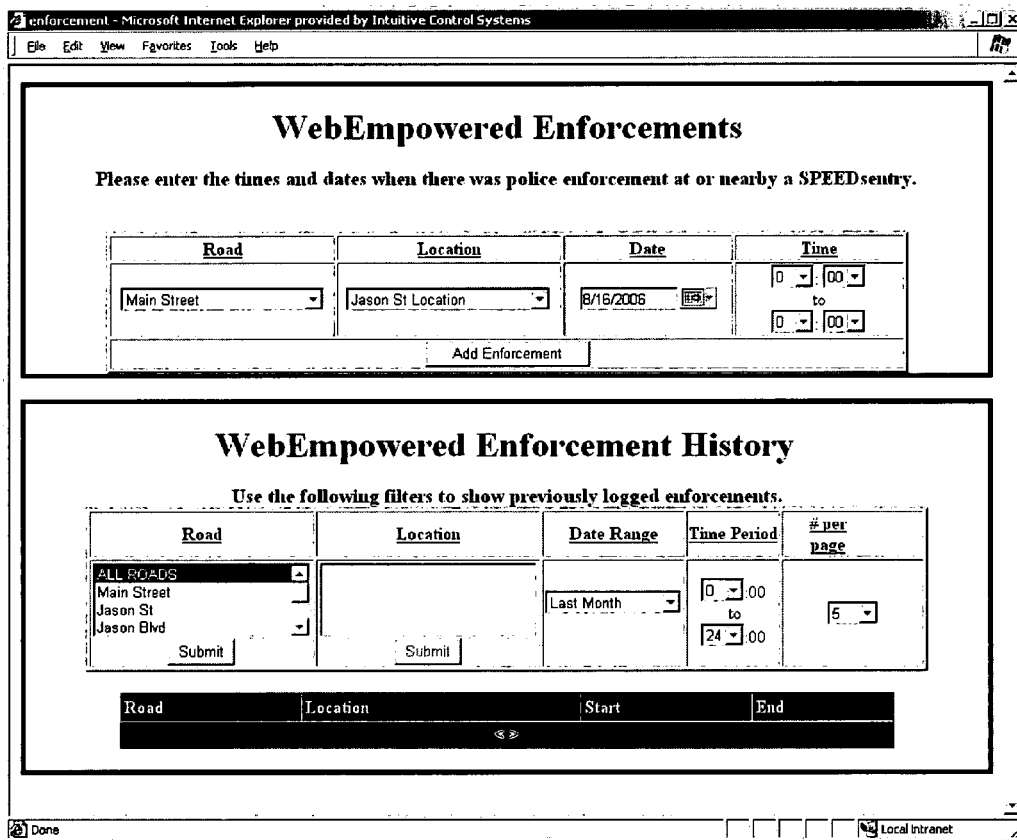 enforcement - Microsoft Internet Explorer provided by Intuitive Control Systems
File Edit View Favorites Tools Help
WebEmpowered Enforcements
Please enter the times and dates when there was police enforcement at or nearby a SPEEDsentry.
Road Location Date Time
Main Street Jason St Location 8/16/2006 0 : 00
to
0 : 00
Add Enforcement
WebEmpowered Enforcement History
Use the following filters to show previously logged enforcements.
Road Location Date Range Time Period # per
page
ALL ROADS
Main Street
Jason St
Jason Blvd
Last Month
0 :00
to
24 :00
5
Submit Submit
Road Location Start End
Done Local intranet